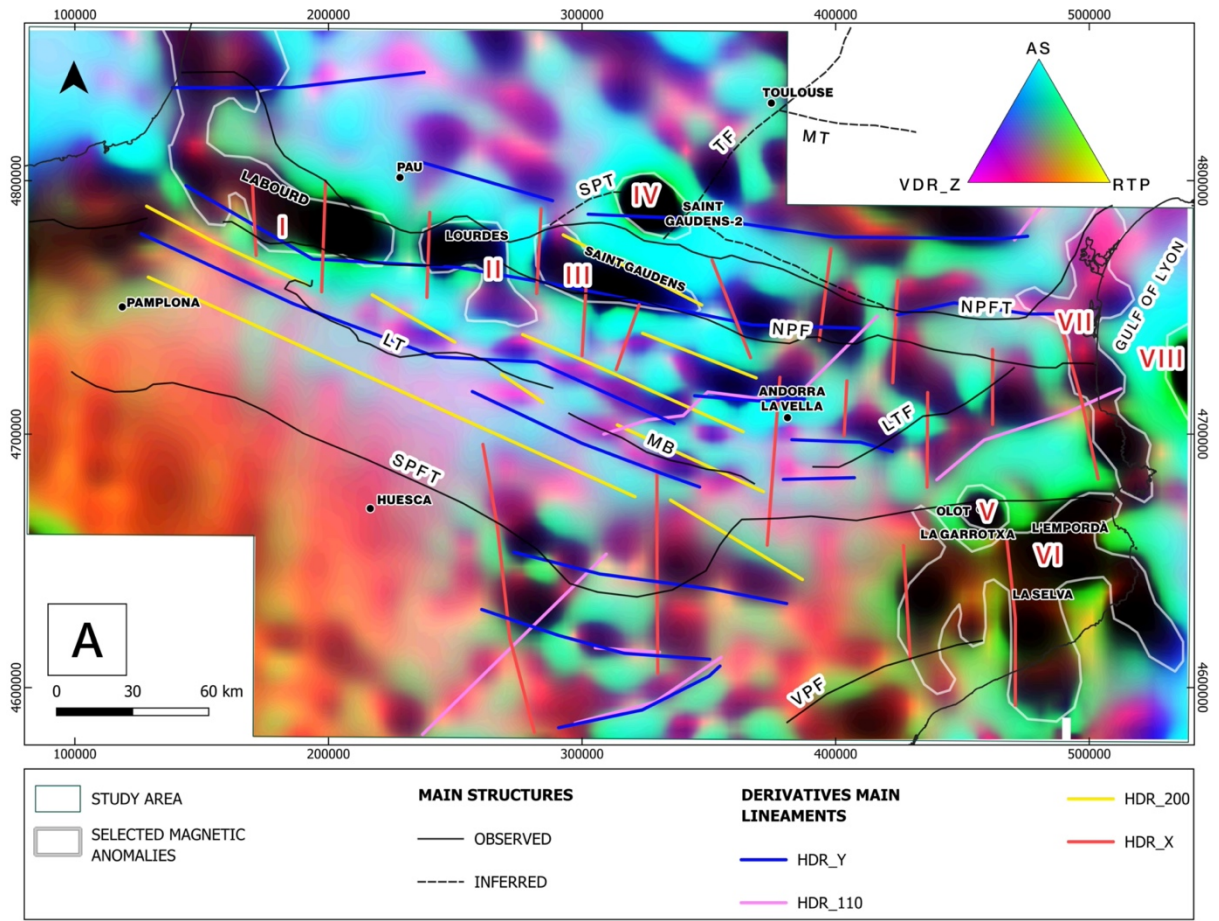 100000 200000 300000 400000 500000
AS
VDR_Z RTP
TOULOUSE
TF
MT
PAU
SPT
IV
SAINT
GAUDENS-2
4800000
4800000
LABOURD
I
LOURDES
II
SAINT GAUDENS
III
GULF OF LYON
PAMPLONA
NPF
NPFT
VII
VIII
LT
ANDORRA
LA VELLA
LTF
4700000
4700000
MB
SPFT
HUESCA
OLOT
V
LA GARROTXA
L'EMPORDÀ
VI
LA SELVA
A
0 30 60 km
VPF
4600000
4600000
100000 200000 300000 400000 500000
STUDY AREA
SELECTED MAGNETIC
ANOMALIES
MAIN STRUCTURES
OBSERVED
INFERRED
DERIVATIVES MAIN
LINEAMENTS
HDR_Y
HDR_110
HDR_200
HDR_X